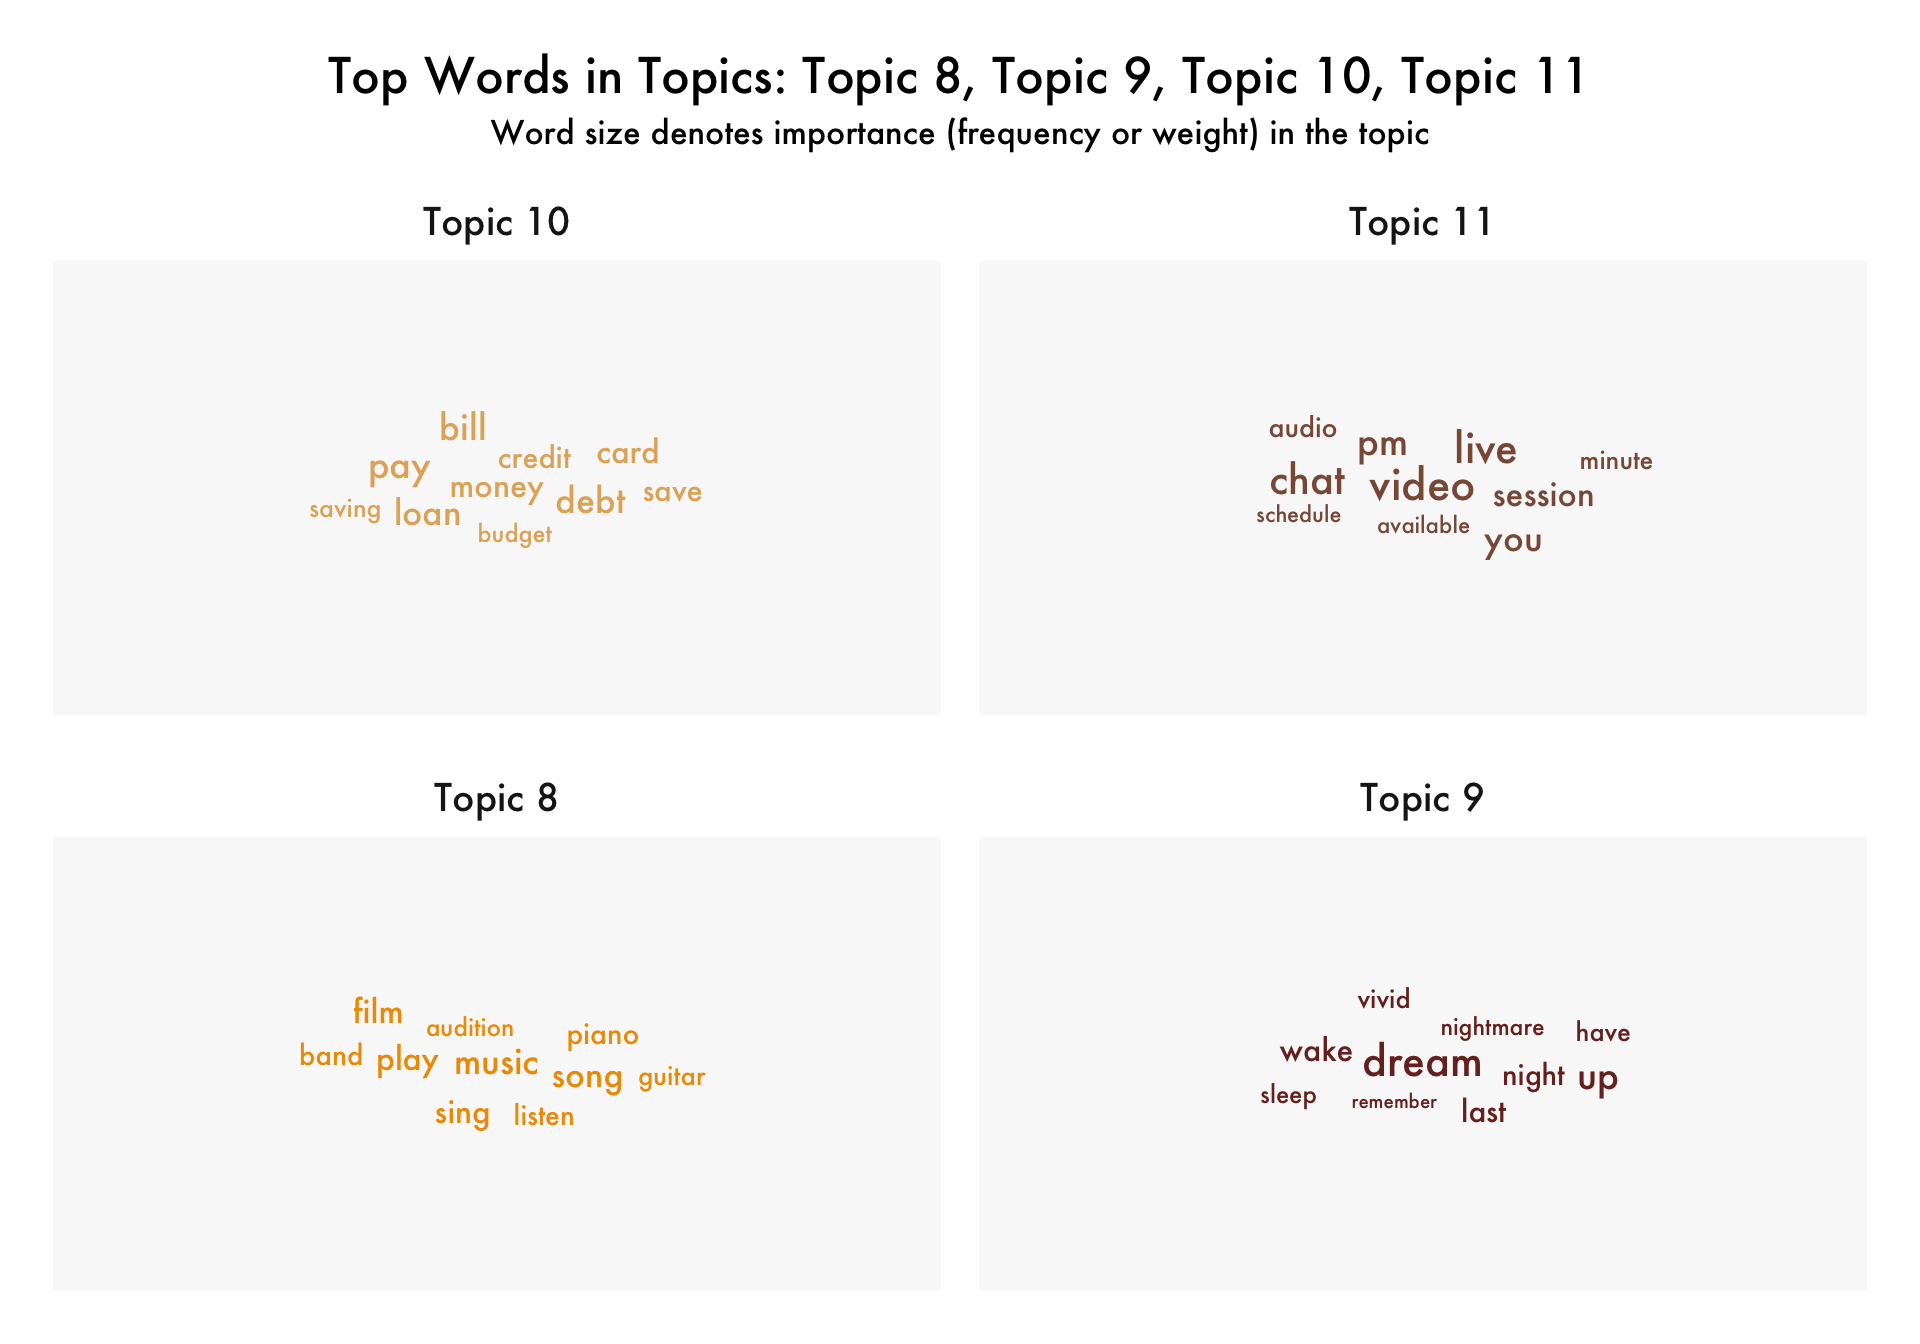 Top Words in Topics: Topic 8, Topic 9, Topic 10, Topic 11
Word size denotes importance (frequency or weight) in the topic
Topic 10
bill
credit card
pay
money debt save
saving loan
budget
Topic 11
audio pm live minute
chat video session
schedule available you
Topic 8
film audition piano
band play music song guitar
sing listen
Topic 9
vivid
nightmare have
wake dream night up
sleep remember last